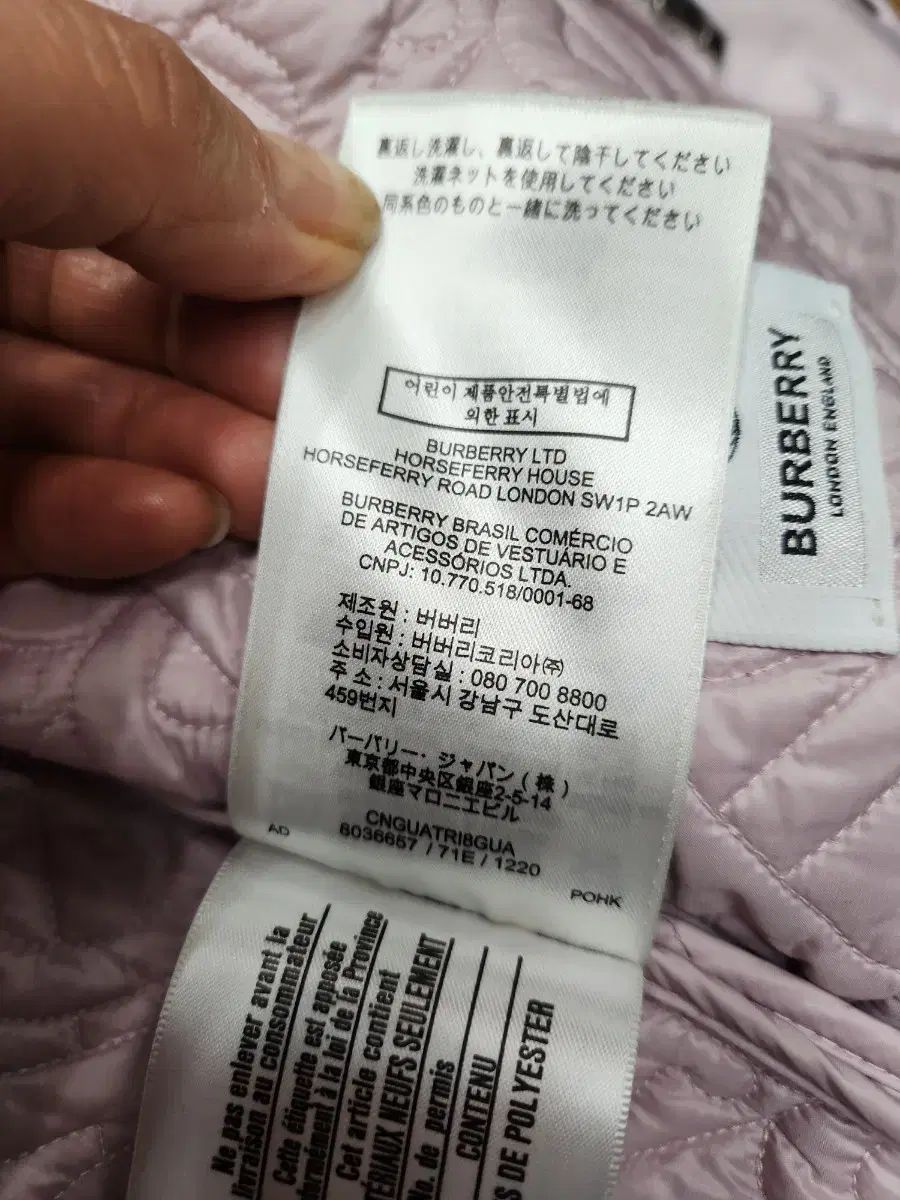 裏返し洗濯し、裏返して陰干ししてください
洗濯ネットを使用してください
同系色のものと一緒に洗ってください
어린이 제품안전특별법에
의한 표시
BURBERRY LTD
HORSEFERRY HOUSE
HORSEFERRY ROAD LONDON SW1P 2AW
BURBERRY BRASIL COMÉRCIO
DE ARTIGOS DE VESTUÁRIO E
ACESSÓRIOS LTDA.
CNPJ: 10.770.518/0001-68
제조원 : 버버리
수입원 : 버버리코리아㈜
소비자상담실 : 080 700 8800
주 소 : 서울시 강남구 도산대로
459번지
バーバリー・ジャパン ( 株 )
東京都中央区銀座2-5-14
銀座マロニエビル
CNGUATRI8GUA
8036657 / 71E / 1220
AD
POHK
BURBERRY
LONDON ENGLAND
Ne pas enlever avant la
livraison au consommateur
Cette étiquette est apposée
à la loi de la Province
Cet article contient
NEUFS SEULEMENT
No. de permis
CONTENU
DE POLYESTER